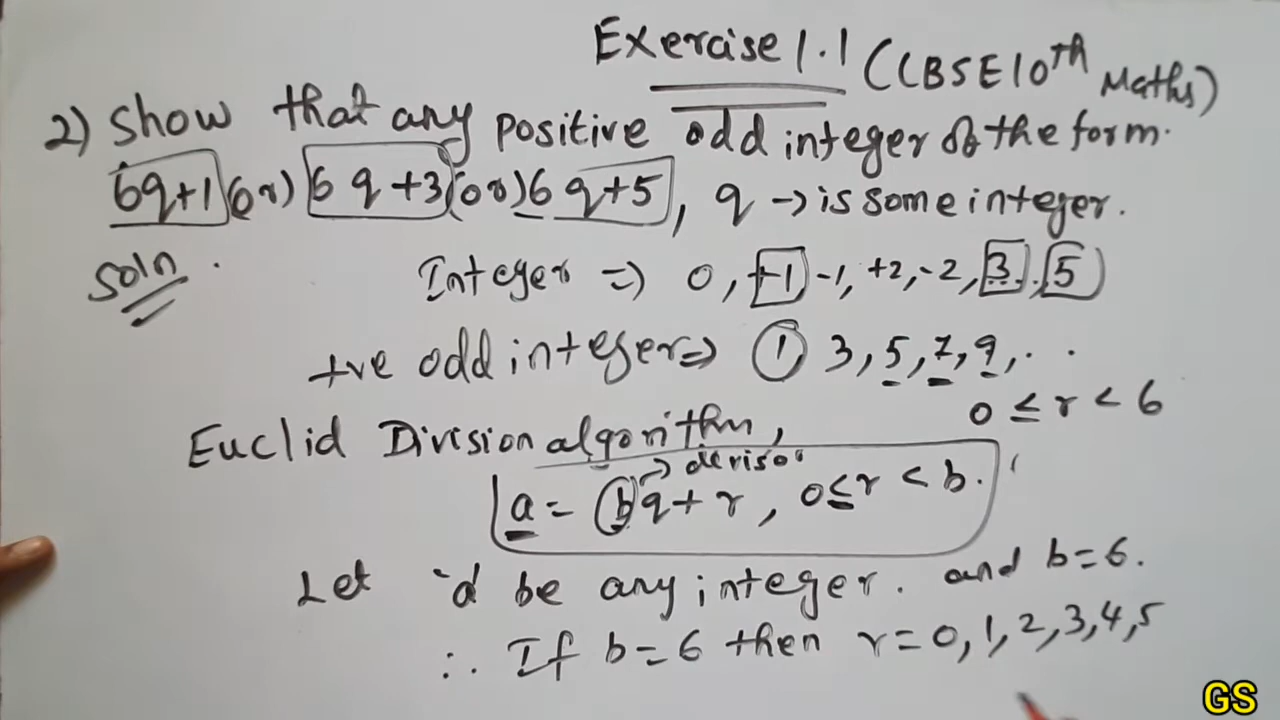 Exercise 1.1 (CBSE 10th Maths)
2) Show that any positive odd integer of the form.
6q+1 (or) 6q+3 (or) 6q+5, q → is some integer.
Soln. Integer => 0, +1, -1, +2, -2, 3, .. 5
+ve odd integer => 1, 3, 5, 7, 9, . .
0 ≤ r < 6
Euclid Division algorithm,
→ devisor
a = bq + r, 0 ≤ r < b.
Let 'a' be any integer. and b = 6.
∴ If b = 6 then r = 0, 1, 2, 3, 4, 5
GS